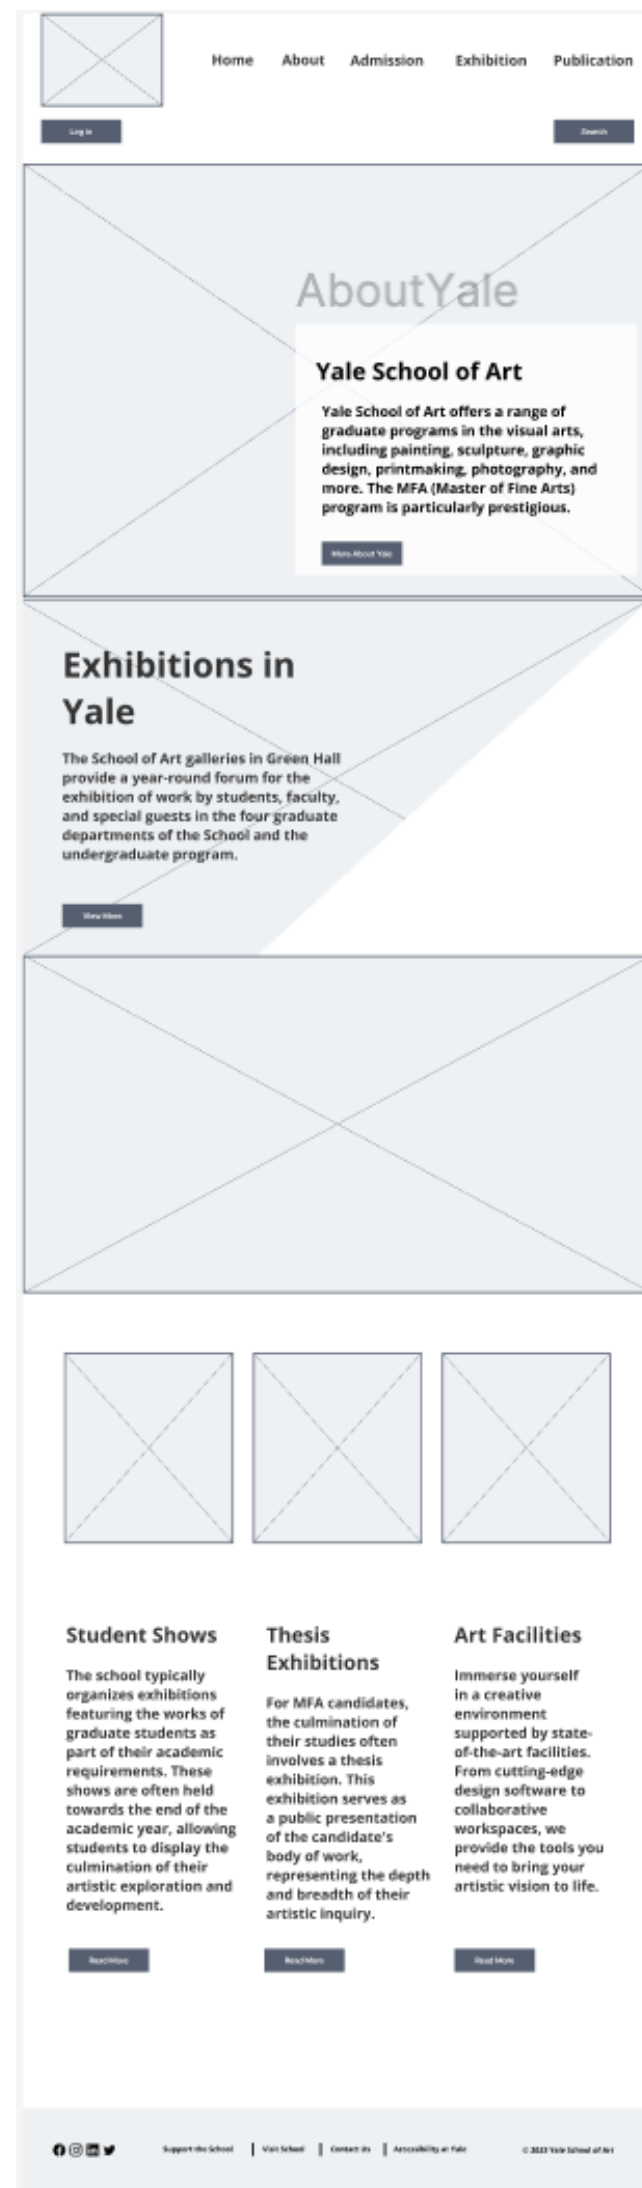 Home About Admission Exhibition Publication
Log in
Search
AboutYale
Yale School of Art
Yale School of Art offers a range of
graduate programs in the visual arts,
including painting, sculpture, graphic
design, printmaking, photography, and
more. The MFA (Master of Fine Arts)
program is particularly prestigious.
More About Yale
Exhibitions in
Yale
The School of Art galleries in Green Hall
provide a year-round forum for the
exhibition of work by students, faculty,
and special guests in the four graduate
departments of the School and the
undergraduate program.
View More
Student Shows
The school typically
organizes exhibitions
featuring the works of
graduate students as
part of their academic
requirements. These
shows are often held
towards the end of the
academic year, allowing
students to display the
culmination of their
artistic exploration and
development.
Read More
Thesis
Exhibitions
For MFA candidates,
the culmination of
their studies often
involves a thesis
exhibition. This
exhibition serves as
a public presentation
of the candidate's
body of work,
representing the depth
and breadth of their
artistic inquiry.
Read More
Art Facilities
Immerse yourself
in a creative
environment
supported by state-
of-the-art facilities.
From cutting-edge
design software to
collaborative
workspaces, we
provide the tools you
need to bring your
artistic vision to life.
Read More
Support the School | Visit School | Contact Us | Accessibility at Yale
© 2023 Yale School of Art